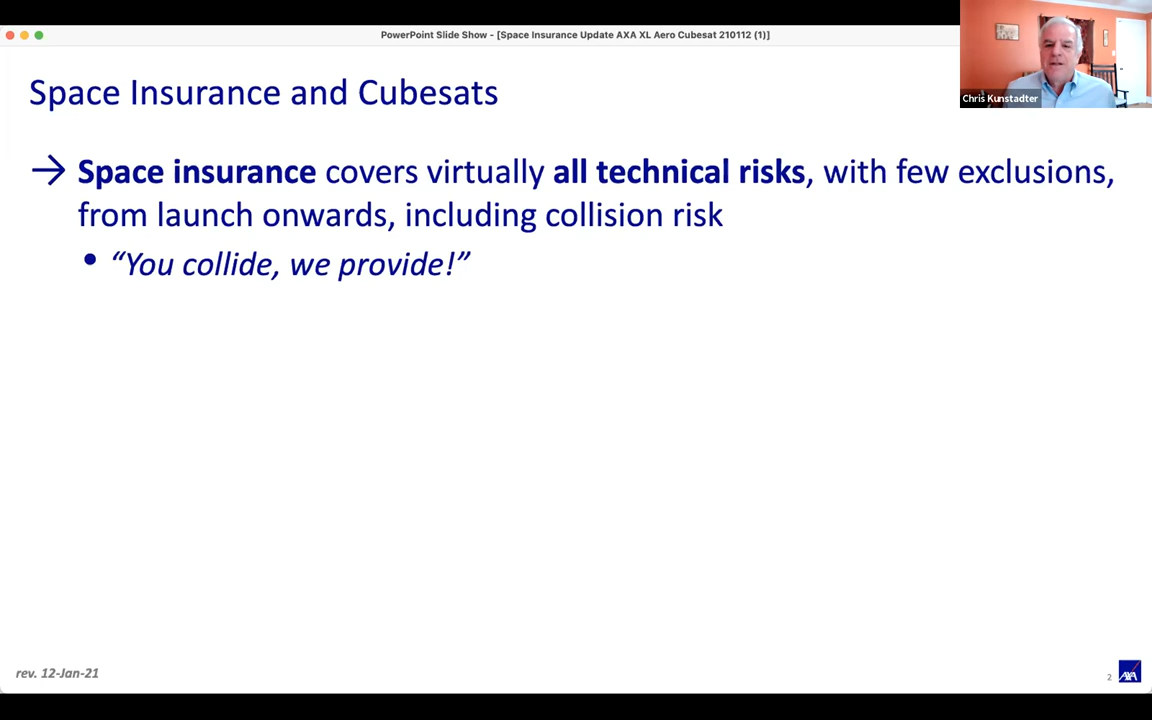 PowerPoint Slide Show - [Space Insurance Update AXA XL Aero Cubesat 210112 (1)]
Chris Kunstadter
Space Insurance and Cubesats
→ Space insurance covers virtually all technical risks, with few exclusions,
from launch onwards, including collision risk
• “You collide, we provide!”
rev. 12-Jan-21
2
AXA